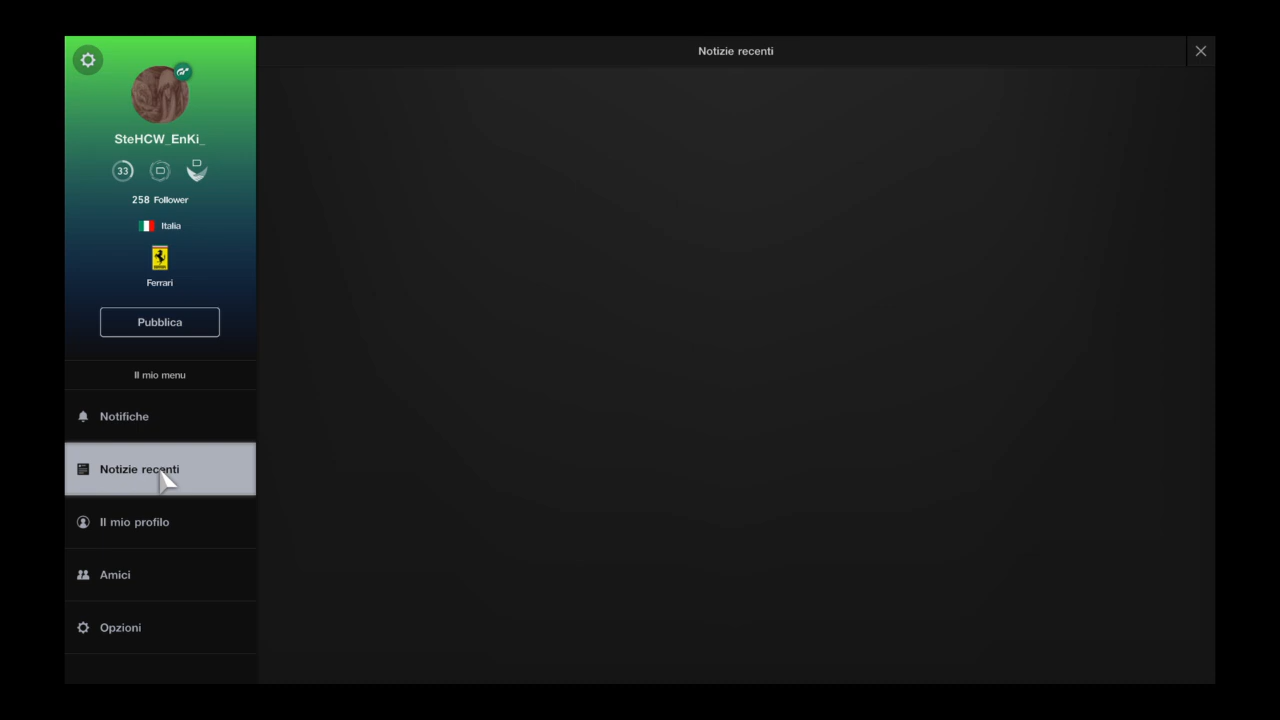 Notizie recenti
SteHCW_EnKi_
33 D D
258 Follower
Italia
Ferrari
Pubblica
Il mio menu
Notifiche
Notizie recenti
Il mio profilo
Amici
Opzioni